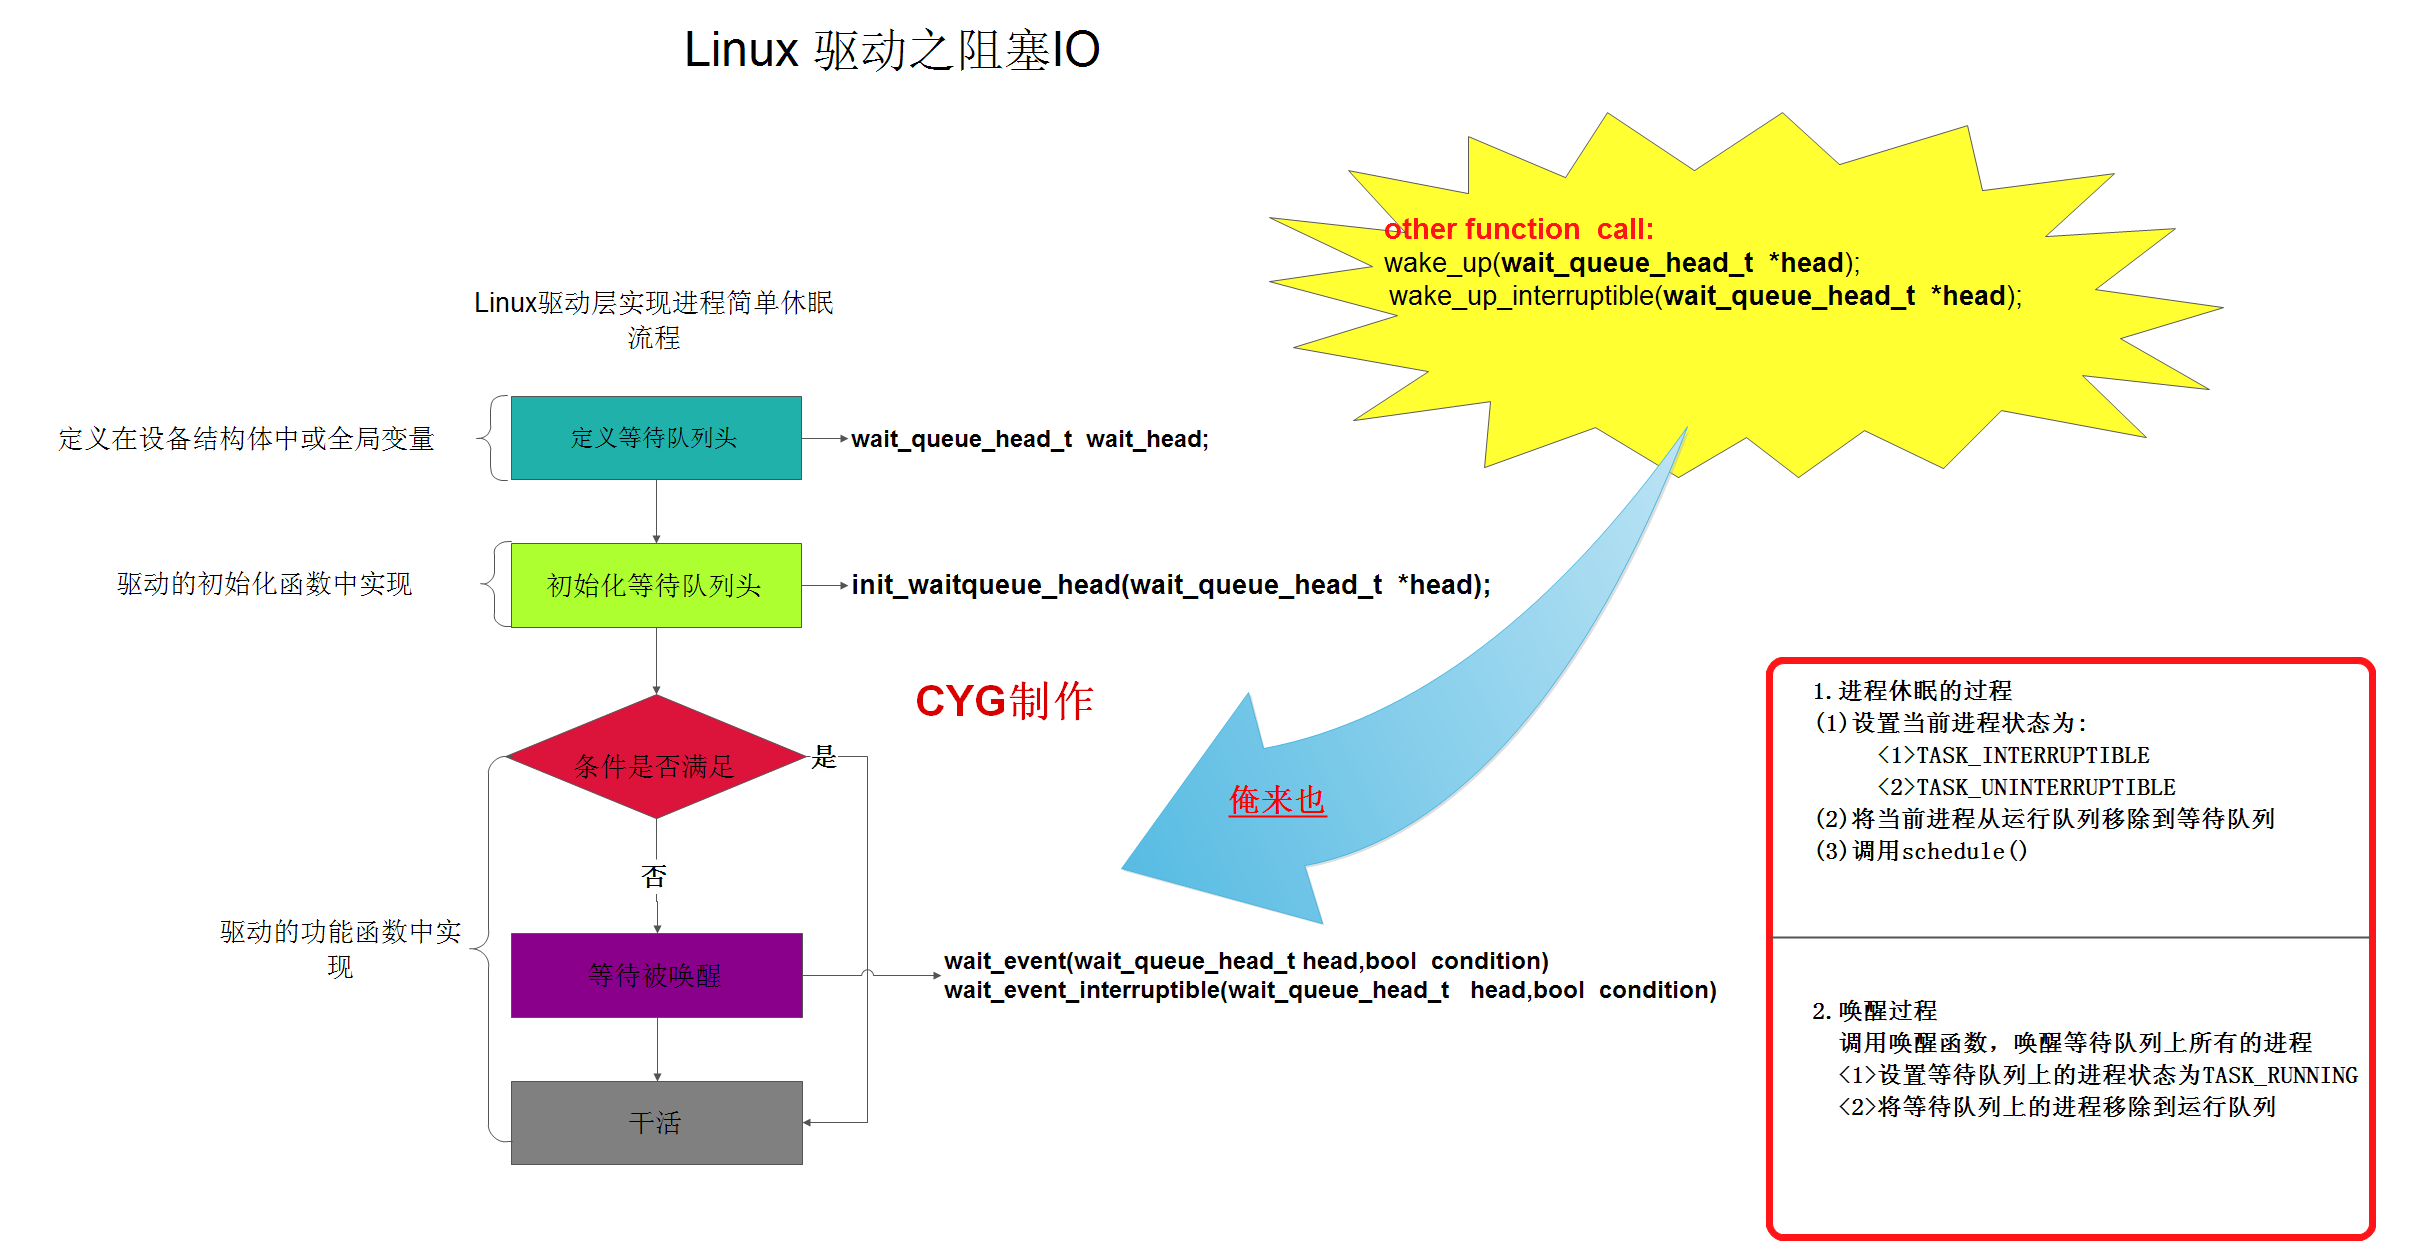 Linux 驱动之阻塞IO
other function  call:
wake_up(wait_queue_head_t  *head);
wake_up_interruptible(wait_queue_head_t  *head);
Linux驱动层实现进程简单休眠
流程
定义在设备结构体中或全局变量
定义等待队列头
wait_queue_head_t  wait_head;
驱动的初始化函数中实现
初始化等待队列头
init_waitqueue_head(wait_queue_head_t  *head);
CYG制作
条件是否满足
是
俺来也
否
驱动的功能函数中实
现
等待被唤醒
wait_event(wait_queue_head_t head,bool  condition)
wait_event_interruptible(wait_queue_head_t   head,bool  condition)
干活
1.进程休眠的过程
(1)设置当前进程状态为:
<1>TASK_INTERRUPTIBLE
<2>TASK_UNINTERRUPTIBLE
(2)将当前进程从运行队列移除到等待队列
(3)调用schedule()
2.唤醒过程
调用唤醒函数，唤醒等待队列上所有的进程
<1>设置等待队列上的进程状态为TASK_RUNNING
<2>将等待队列上的进程移除到运行队列